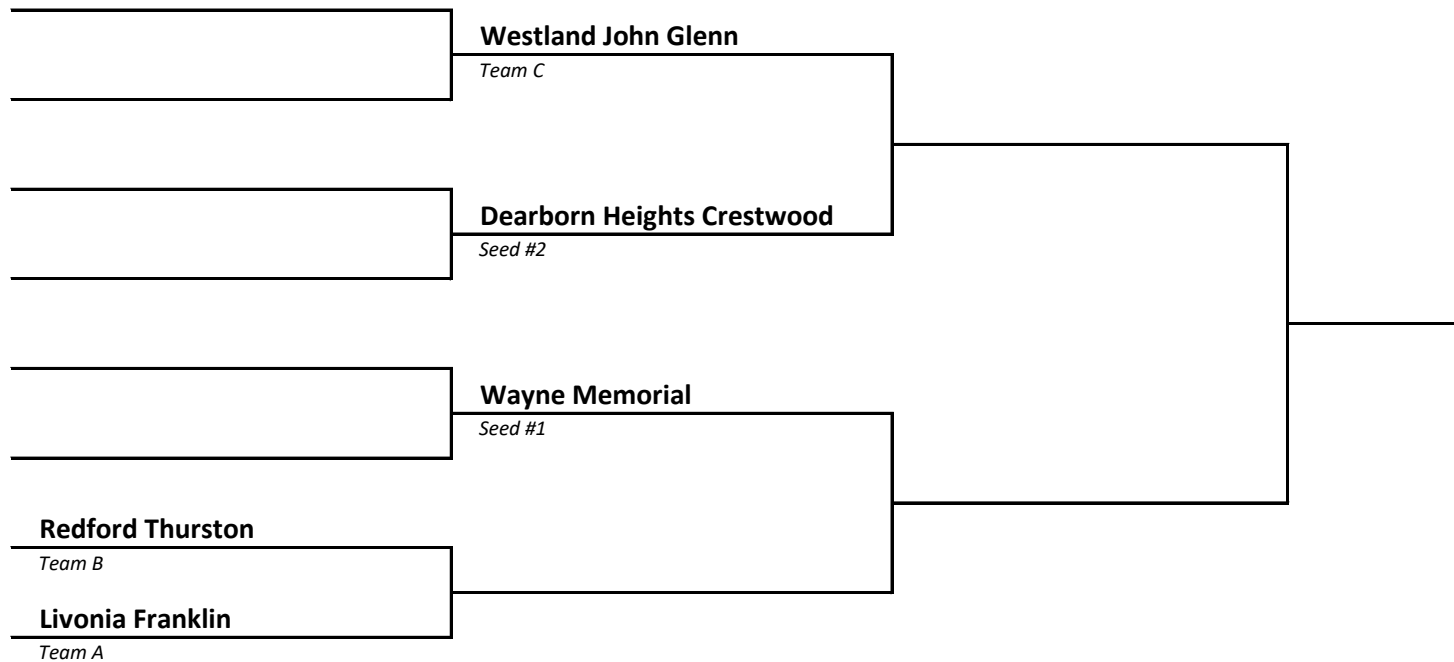 Westland John Glenn
Team C
Dearborn Heights Crestwood
Seed #2
Wayne Memorial
Seed #1
Redford Thurston
Team B
Livonia Franklin
Team A